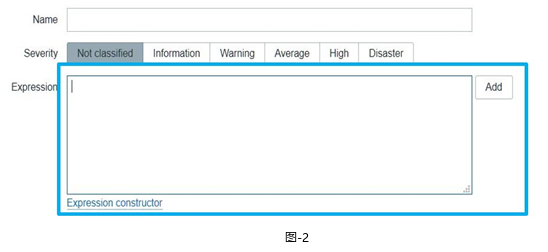 Name
Severity Not classified Information Warning Average High Disaster
Expression Add
Expression constructor
图-2